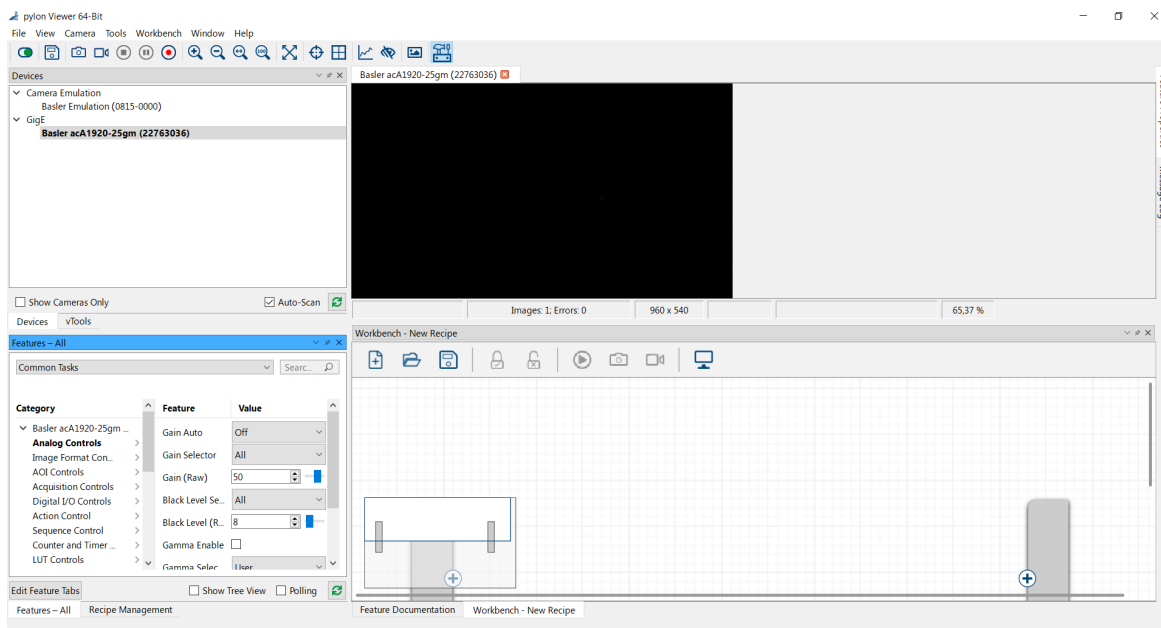 pylon Viewer 64-Bit
File View Camera Tools Workbench Window Help
Devices
Camera Emulation
Basler Emulation (0815-0000)
GigE
Basler acA1920-25gm (22763036)
Show Cameras Only
Auto-Scan
Devices vTools
Basler acA1920-25gm (22763036)
Images: 1; Errors: 0
960 x 540
65,37 %
Features – All
Common Tasks
Searc...
Category
Feature
Value
Basler acA1920-25gm ...
Analog Controls
Image Format Con...
AOI Controls
Acquisition Controls
Digital I/O Controls
Action Control
Sequence Control
Counter and Timer ...
LUT Controls
Gain Auto Off
Gain Selector All
Gain (Raw) 50
Black Level Se... All
Black Level (R... 8
Gamma Enable
Gamma Selec User
Edit Feature Tabs
Show Tree View
Polling
Features – All Recipe Management
Workbench - New Recipe
Feature Documentation Workbench - New Recipe